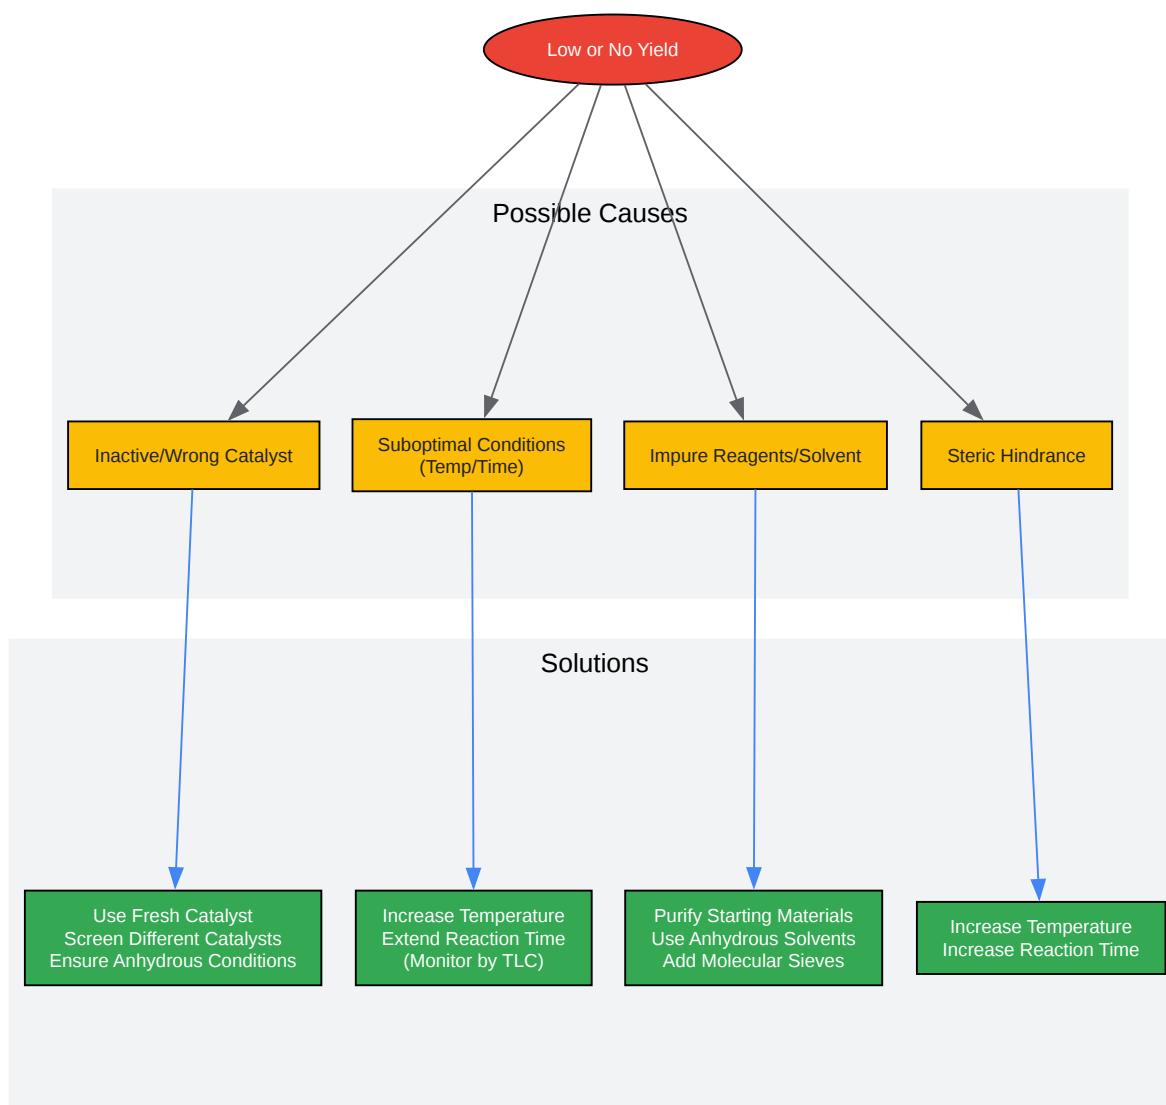 Low or No Yield
Possible Causes
Inactive/Wrong Catalyst
Suboptimal Conditions
(Temp/Time)
Impure Reagents/Solvent
Steric Hindrance
Solutions
Use Fresh Catalyst
Screen Different Catalysts
Ensure Anhydrous Conditions
Increase Temperature
Extend Reaction Time
(Monitor by TLC)
Purify Starting Materials
Use Anhydrous Solvents
Add Molecular Sieves
Increase Temperature
Increase Reaction Time